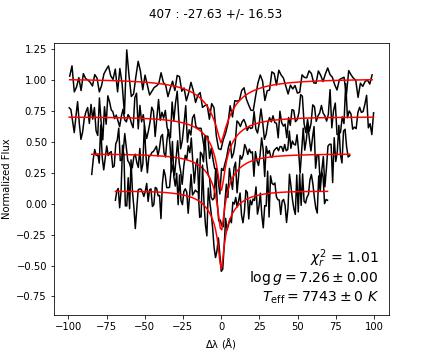 407 : -27.63 +/- 16.53
1.25
1.00
0.75
0.50
0.25
0.00
−0.25
−0.50
−0.75
Normalized Flux
χ²ᵣ = 1.01
log g = 7.26 ± 0.00
T_eff = 7743 ± 0 K
−100 −75 −50 −25 0 25 50 75 100
Δλ (Å)